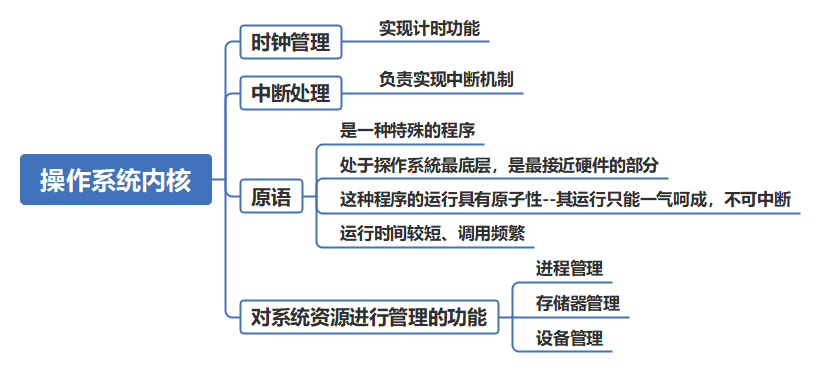 操作系统内核
时钟管理
实现计时功能
中断处理
负责实现中断机制
原语
是一种特殊的程序
处于探作系統最底层，是最接近硬件的部分
这种程序的运行具有原子性--其运行只能一气呵成，不可中断
运行时间较短、调用频繁
对系统资源进行管理的功能
进程管理
存储器管理
设备管理